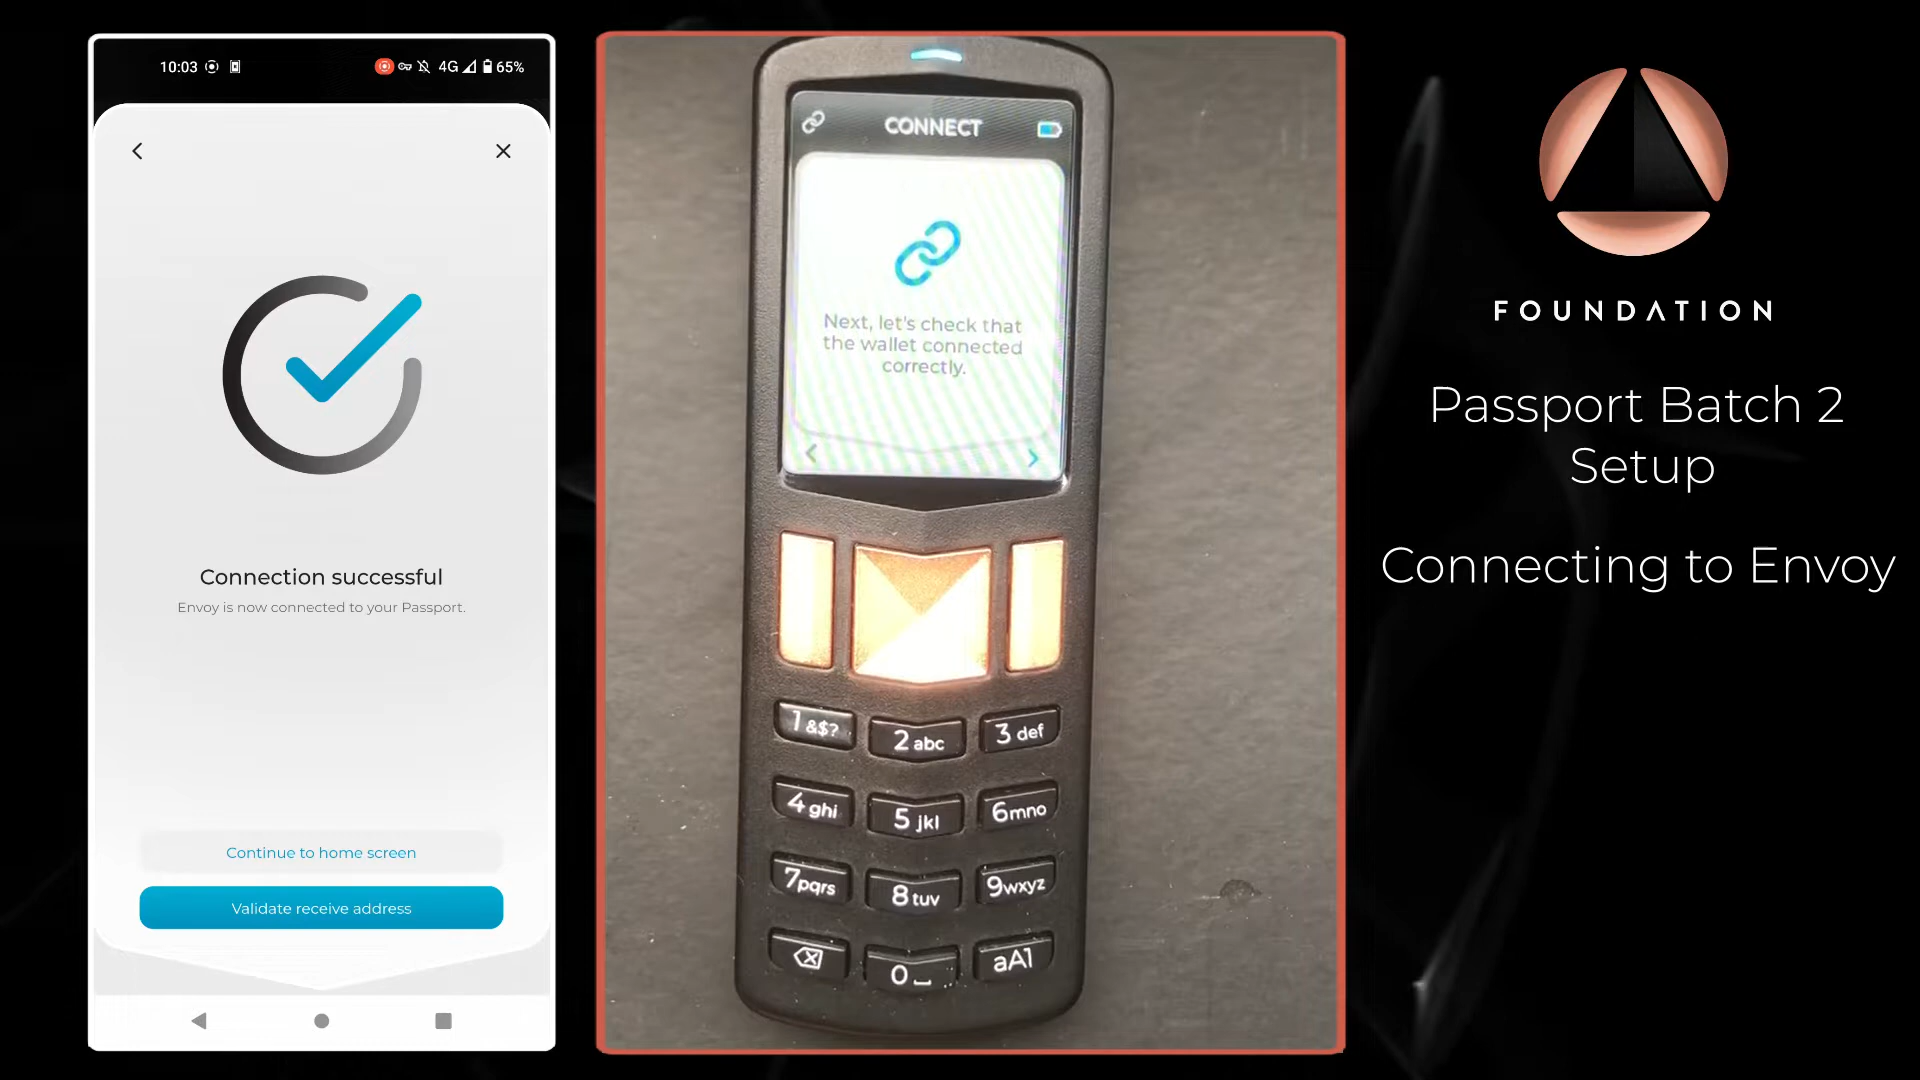 10:03
4G
65%
Connection successful
Envoy is now connected to your Passport.
Continue to home screen
Validate receive address
CONNECT
Next, let's check that
the wallet connected
correctly.
1 &$?
2 abc
3 def
4 ghi
5 jkl
6 mno
7 pqrs
8 tuv
9 wxyz
0
aA1
FOUNDATION
Passport Batch 2
Setup
Connecting to Envoy